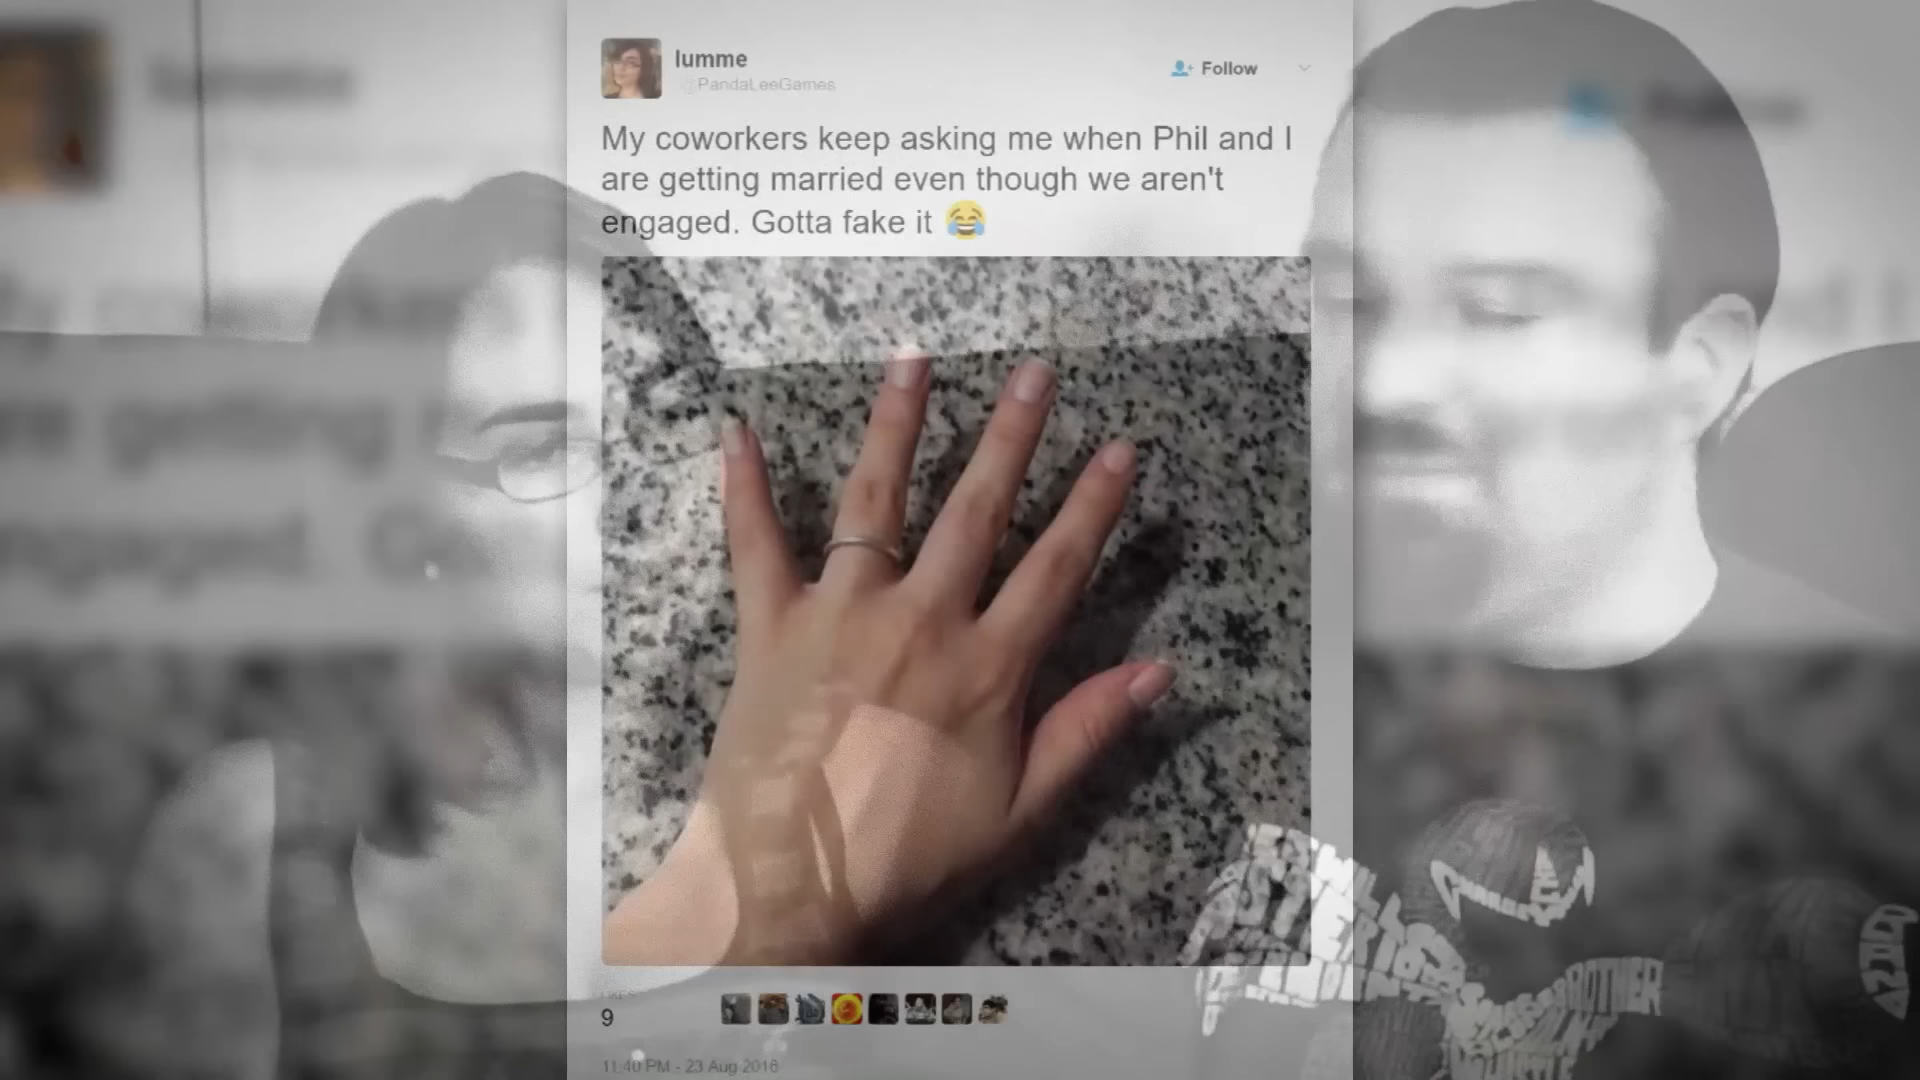 lumme
@PandaLeeGames
Follow
My coworkers keep asking me when Phil and I
are getting married even though we aren't
engaged. Gotta fake it 😂
LIKES
9
11:40 PM - 23 Aug 2016